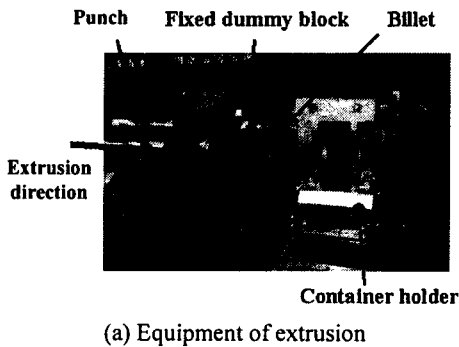 Punch Fixed dummy block Billet
Extrusion
direction
Container holder
(a) Equipment of extrusion